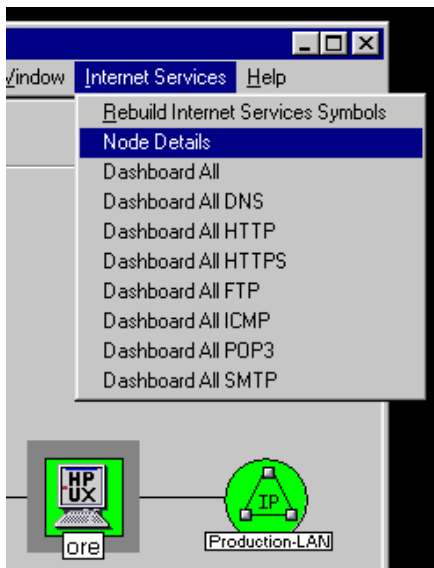 Window Internet Services Help
Rebuild Internet Services Symbols
Node Details
Dashboard All
Dashboard All DNS
Dashboard All HTTP
Dashboard All HTTPS
Dashboard All FTP
Dashboard All ICMP
Dashboard All POP3
Dashboard All SMTP
HP
UX
IP
ore
Production-LAN